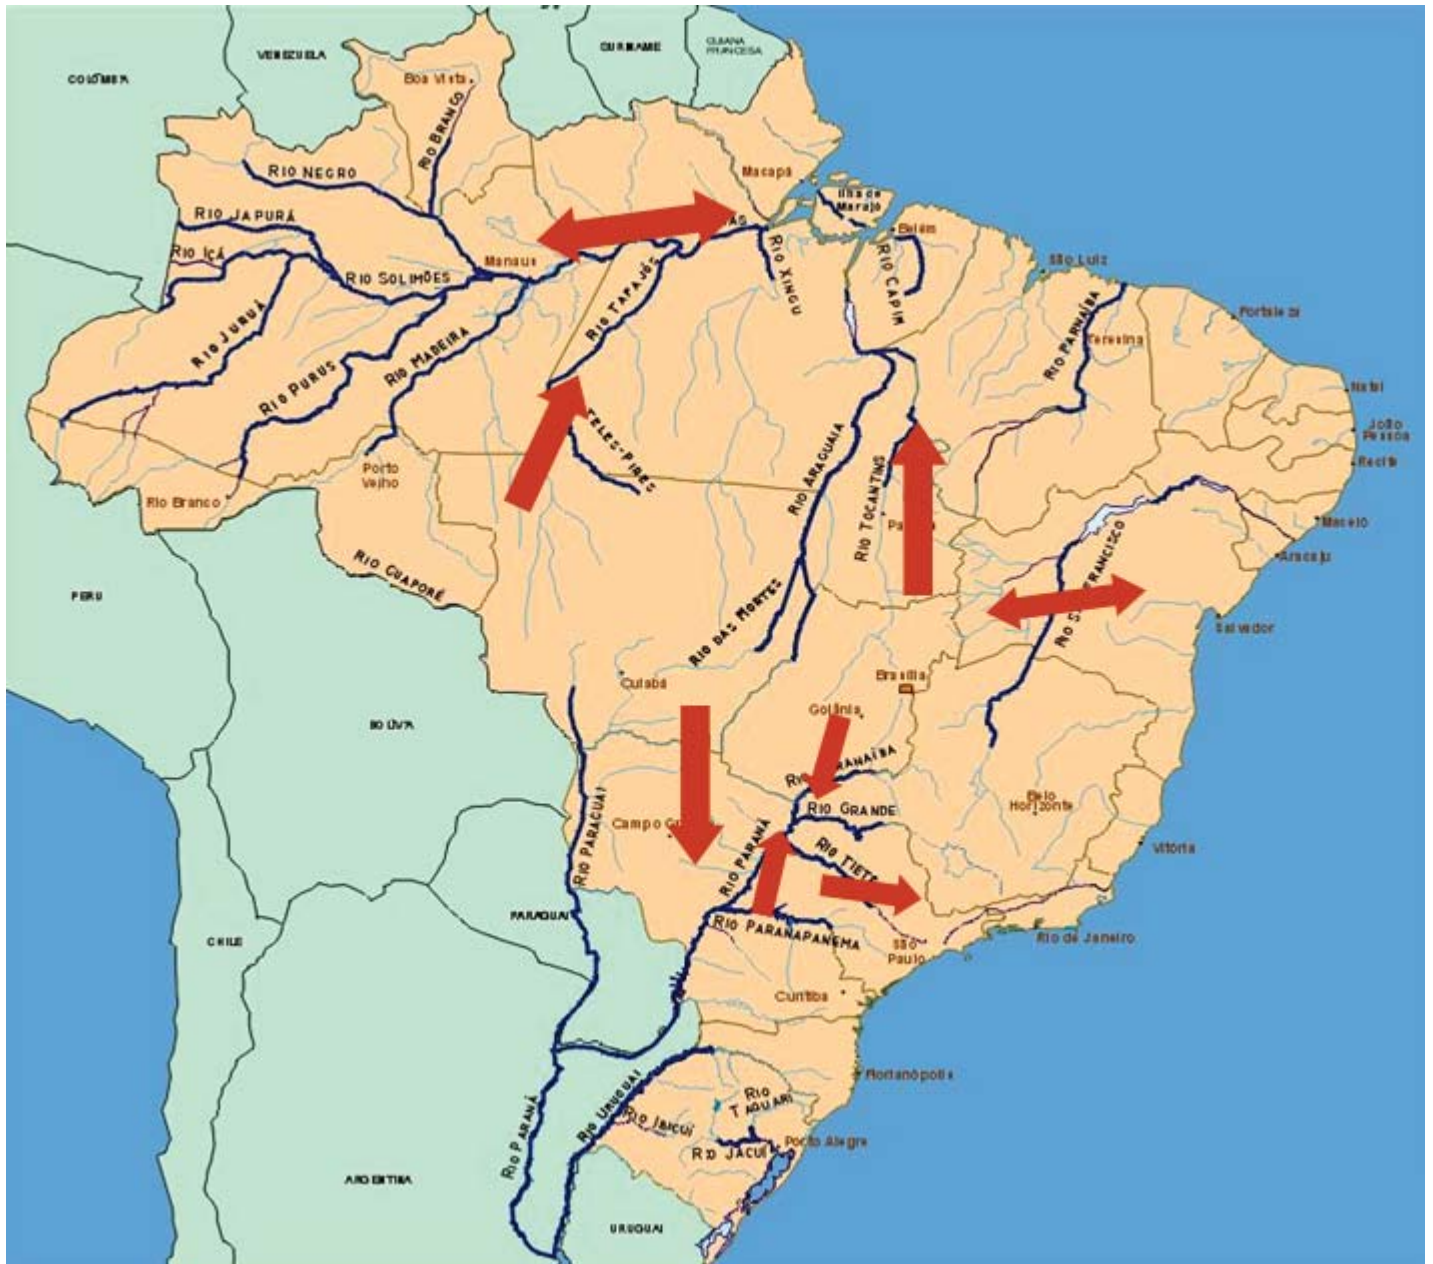 COLÔMBIA
VENEZUELA
SURINAME
GUIANA
FRANCESA
Boa Vista
RIO BRANCO
RIO NEGRO
Macapá
RIO JAPURÁ
Ilha de
Marajó
Belém
RIO IÇÁ
Manaus
RIO SOLIMÕES
RIO XINGU
RIO CAPIM
São Luiz
RIO TAPAJÓS
RIO JURUÁ
RIO PURUS
RIO MADEIRA
RIO PARNAÍBA
Teresina
Fortaleza
Natal
João
Pessoa
Recife
TELES-PIRES
RIO ARAGUAIA
RIO TOCANTINS
Porto
Velho
Rio Branco
Maceió
Aracaju
RIO GUAPORÉ
PERU
RIO DAS MORTES
Salvador
Cuiabá
Brasília
Goiânia
BOLÍVIA
RIO GRANDE
Belo
Horizonte
RIO PARAGUAI
RIO PARANÁ
RIO TIETÊ
Vitória
PARAGUAI
RIO PARANAPANEMA
CHILE
São
Paulo
Rio de Janeiro
Curitiba
Florianópolis
RIO URUGUAI
RIO
TAQUARI
RIO IBICUÍ
RIO PARANÁ
RIO JACUÍ
Porto Alegre
ARGENTINA
URUGUAI